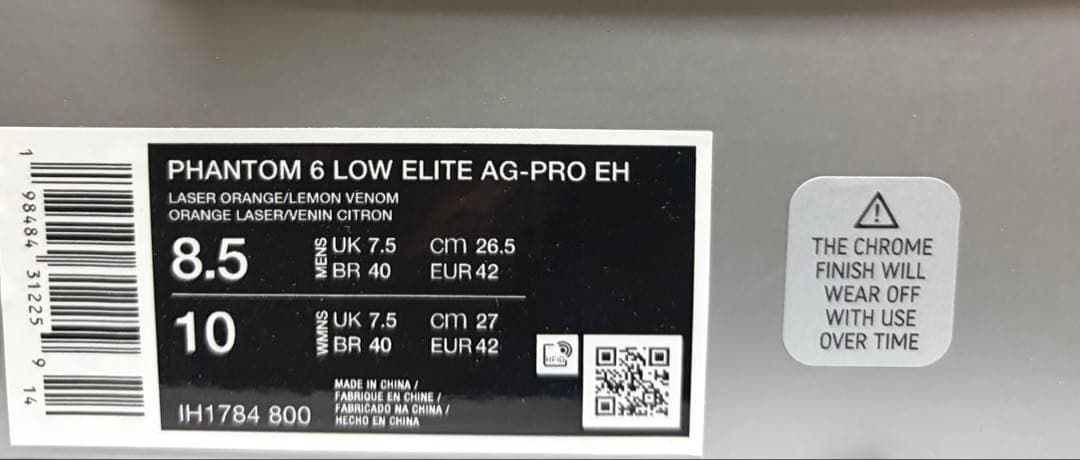 PHANTOM 6 LOW ELITE AG-PRO EH
LASER ORANGE/LEMON VENOM
ORANGE LASER/VENIN CITRON
8.5 MENS UK 7.5 CM 26.5
BR 40 EUR 42
10 WMNS UK 7.5 CM 27
BR 40 EUR 42
MADE IN CHINA /
FABRIQUE EN CHINE /
FABRICADO NA CHINA /
HECHO EN CHINA
IH1784 800
RFID
1 98484 31225 9 14
THE CHROME
FINISH WILL
WEAR OFF
WITH USE
OVER TIME